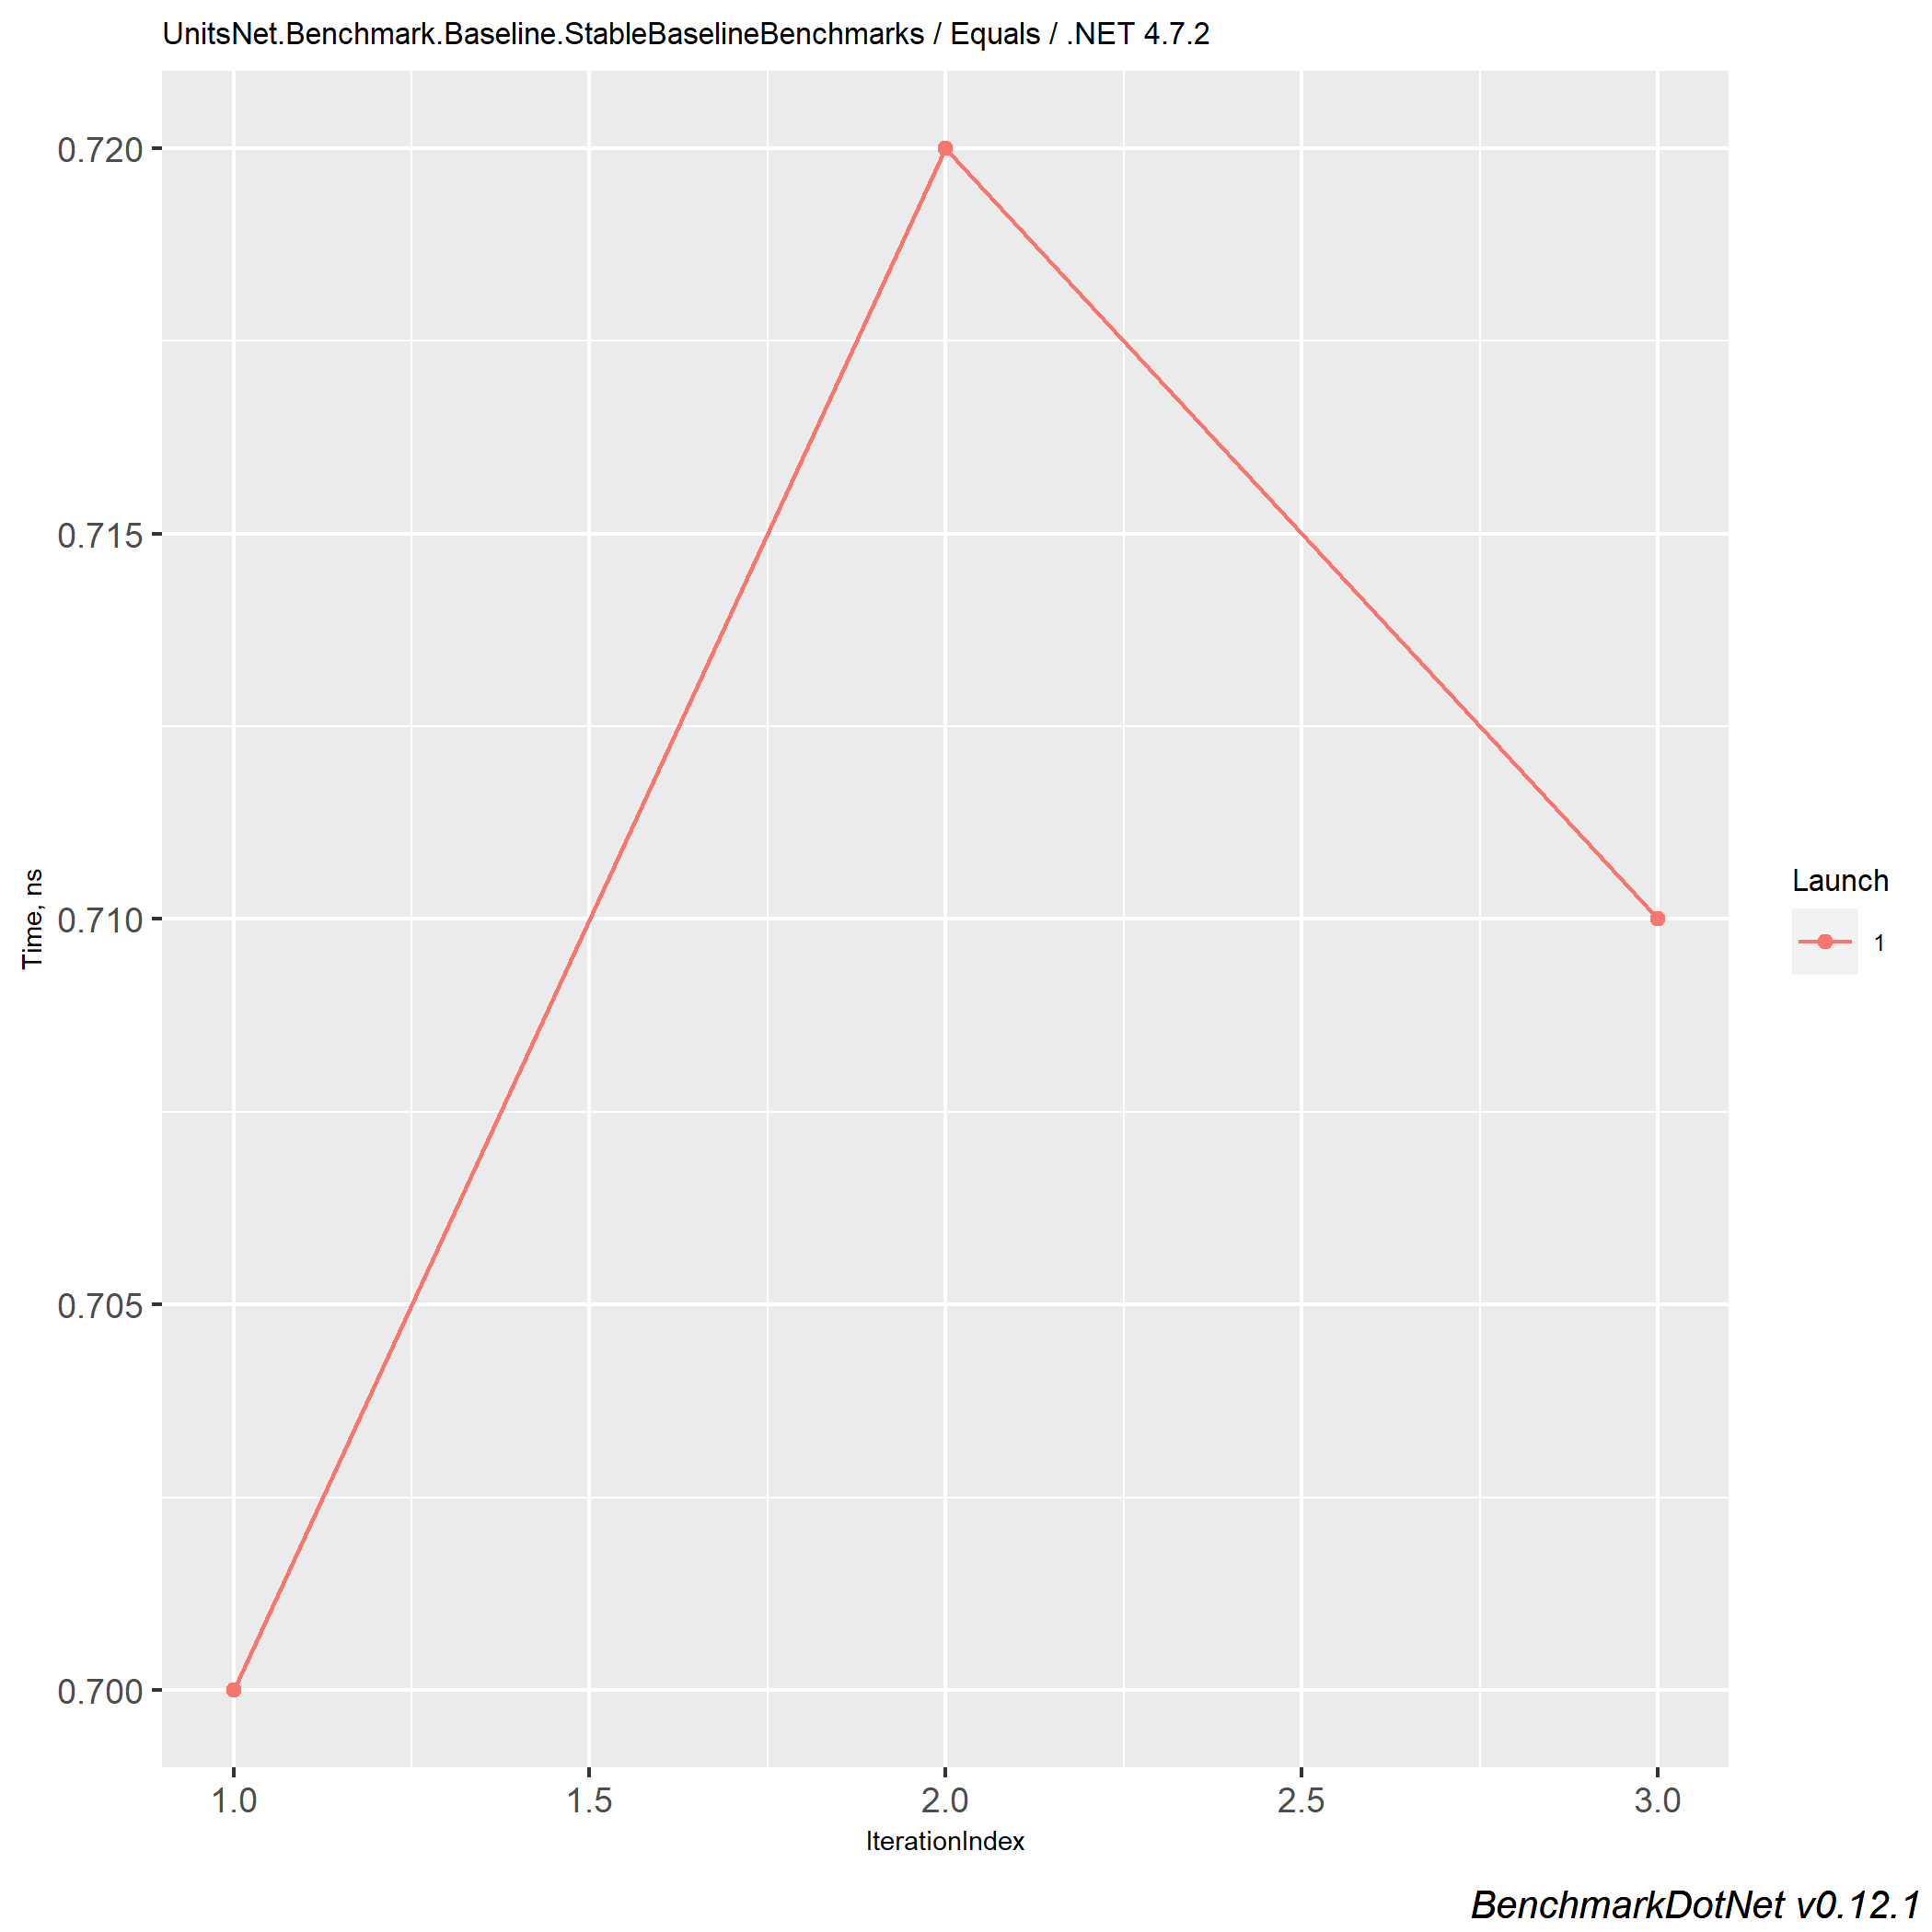 UnitsNet.Benchmark.Baseline.StableBaselineBenchmarks / Equals / .NET 4.7.2
0.720
0.715
0.710
0.705
0.700
Time, ns
1.0 1.5 2.0 2.5 3.0
IterationIndex
Launch
1
BenchmarkDotNet v0.12.1